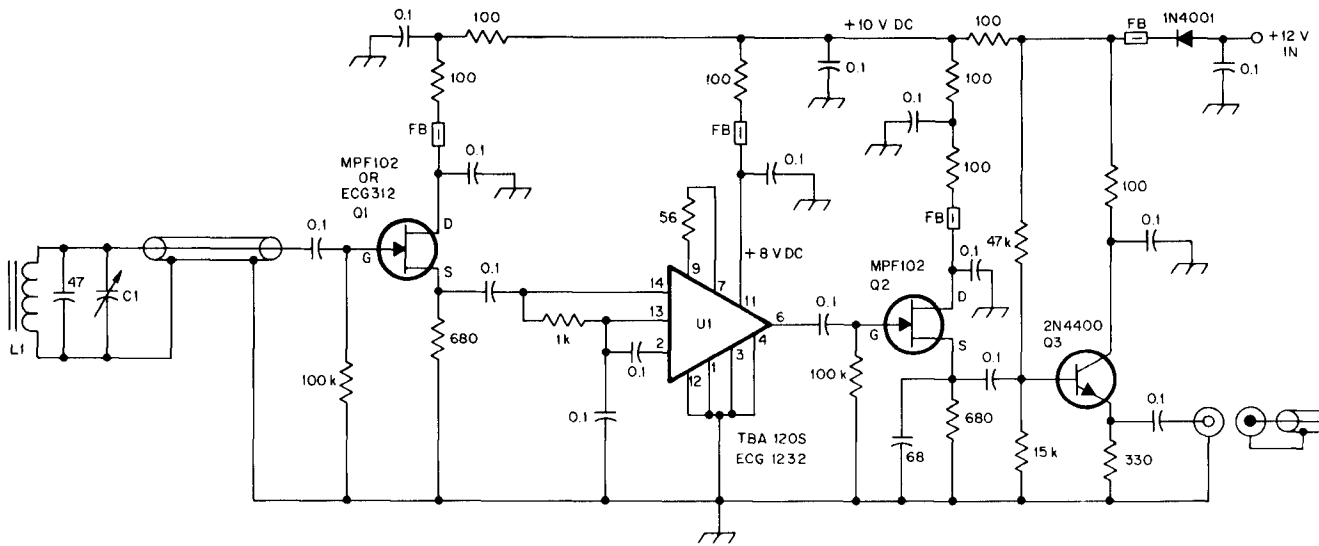 0.1
100
+10 V DC
100
FB
1N4001
+12 V
IN
0.1
100
100
0.1
100
0.1
FB
FB
0.1
0.1
100
MPF102
OR
ECG312
Q1
0.1
0.1
56
FB
47k
100
0.1
0.1
D
G
S
9
7
+8 V DC
11
MPF102
Q2
D
0.1
47
C1
L1
0.1
14
13
2
U1
6
0.1
G
S
0.1
2N4400
Q3
1k
0.1
12
1
3
4
680
100k
0.1
100k
68
680
15k
0.1
330
TBA 120S
ECG 1232